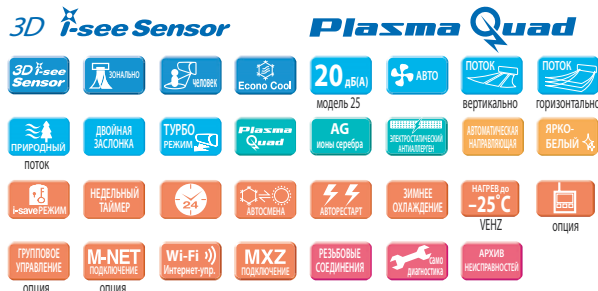 3D i-see Sensor
Plasma Quad
3D i-see
Sensor
ЗОНАЛЬНО
ЧЕЛОВЕК
Econo Cool
20 дБ(А)
модель 25
АВТО
ПОТОК
вертикально
ПОТОК
горизонтально
ПРИРОДНЫЙ
поток
ДВОЙНАЯ
ЗАСЛОНКА
ТУРБО
РЕЖИМ
Plasma
Quad
AG
ионы серебра
ЭЛЕКТРОСТАТИЧЕСКИЙ
АНТИАЛЛЕРГЕН
АВТОМАТИЧЕСКАЯ
НАПРАВЛЯЮЩАЯ
ЯРКО-
БЕЛЫЙ
i-saveРЕЖИМ
НЕДЕЛЬНЫЙ
ТАЙМЕР
24
АВТОСМЕНА
АВТОРЕСТАРТ
ЗИМНЕЕ
ОХЛАЖДЕНИЕ
НАГРЕВ до
–25˚C
VEHZ
опция
ГРУППОВОЕ
УПРАВЛЕНИЕ
опция
M-NET
ПОДКЛЮЧЕНИЕ
опция
Wi-Fi
Интернет-упр.
MXZ
ПОДКЛЮЧЕНИЕ
РЕЗЬБОВЫЕ
СОЕДИНЕНИЯ
Само
диагностика
АРХИВ
НЕИСПРАВНОСТЕЙ